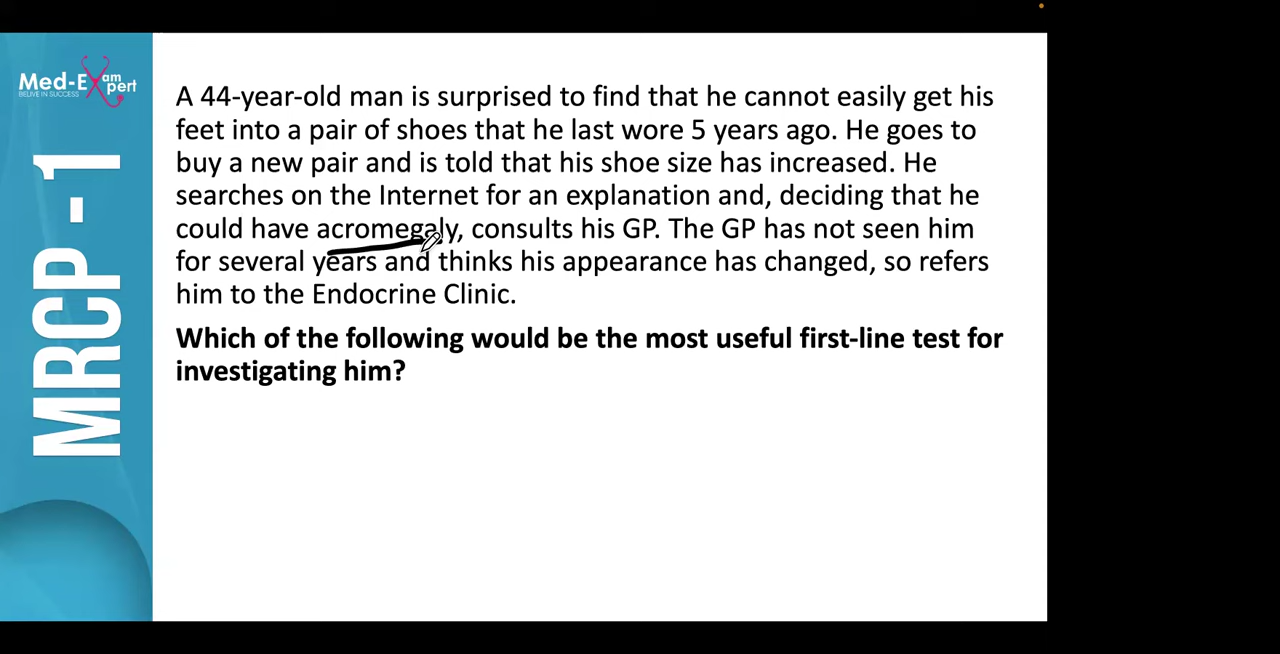 Med-Exam
pert
BELIVE IN SUCCESS
MRCP - 1
A 44-year-old man is surprised to find that he cannot easily get his
feet into a pair of shoes that he last wore 5 years ago. He goes to
buy a new pair and is told that his shoe size has increased. He
searches on the Internet for an explanation and, deciding that he
could have acromegaly, consults his GP. The GP has not seen him
for several years and thinks his appearance has changed, so refers
him to the Endocrine Clinic.
Which of the following would be the most useful first-line test for
investigating him?